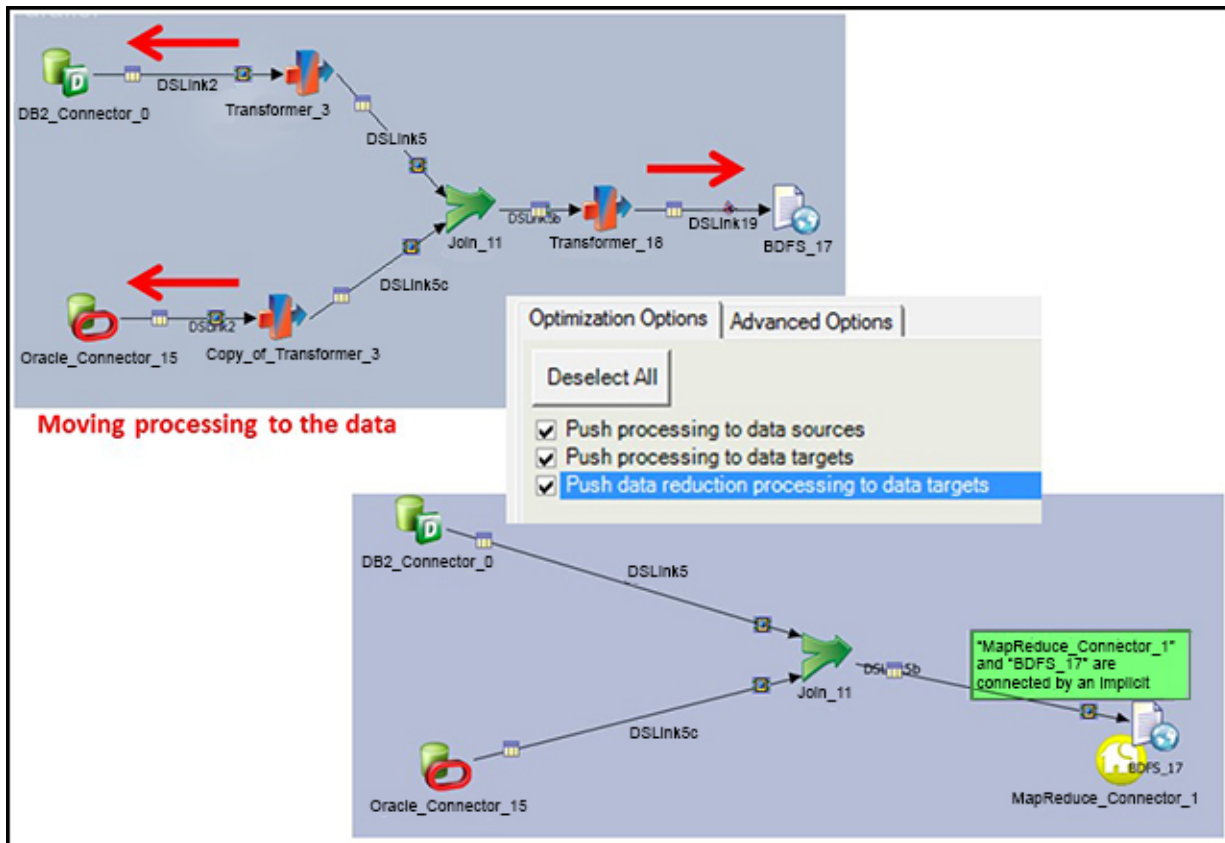 DSLink2
DB2_Connector_0
Transformer_3
DSLink5
Join_11
DSLink5b
Transformer_18
DSLink19
BDFS_17
DSLink5c
DSLink2
Oracle_Connector_15
Copy_of_Transformer_3
Moving processing to the data
Optimization Options
Advanced Options
Deselect All
Push processing to data sources
Push processing to data targets
Push data reduction processing to data targets
DB2_Connector_0
DSLink5
Join_11
"MapReduce_Connector_1"
and "BDFS_17" are
connected by an implicit
DSLink5c
BDFS_17
Oracle_Connector_15
MapReduce_Connector_1